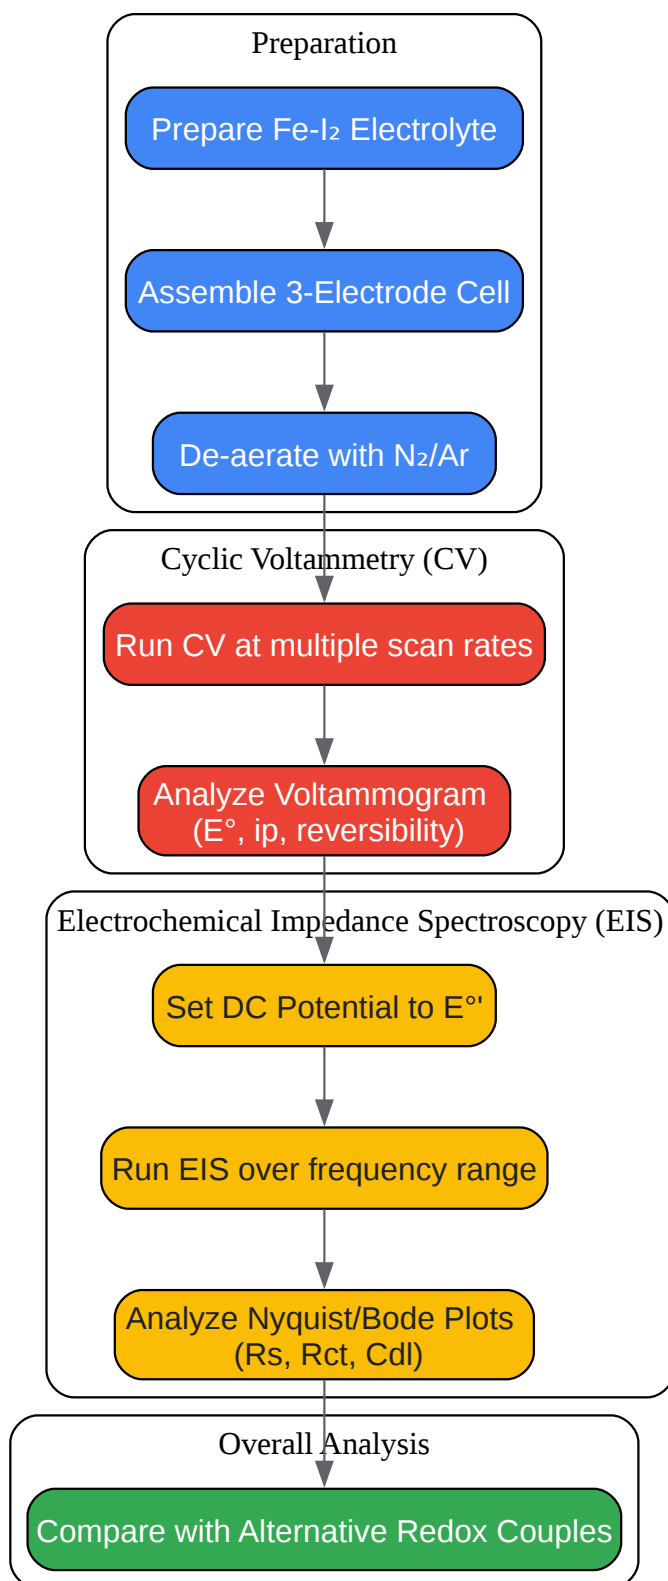 Preparation
Prepare Fe-I₂ Electrolyte
Assemble 3-Electrode Cell
De-aerate with N₂/Ar
Cyclic Voltammetry (CV)
Run CV at multiple scan rates
Analyze Voltammogram
(E°, ip, reversibility)
Electrochemical Impedance Spectroscopy (EIS)
Set DC Potential to E°'
Run EIS over frequency range
Analyze Nyquist/Bode Plots
(Rs, Rct, Cdl)
Overall Analysis
Compare with Alternative Redox Couples